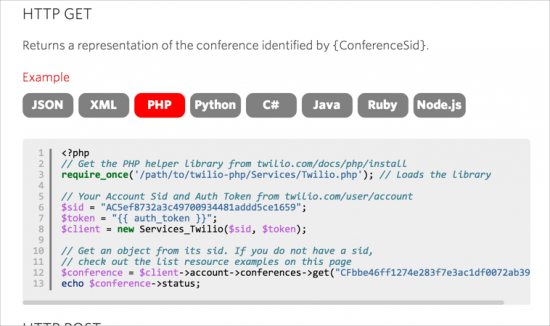 HTTP GET
Returns a representation of the conference identified by {ConferenceSid}.
Example
JSON XML PHP Python C# Java Ruby Node.js
1 <?php
2 // Get the PHP helper library from twilio.com/docs/php/install
3 require_once('/path/to/twilio-php/Services/Twilio.php'); // Loads the library
4
5 // Your Account Sid and Auth Token from twilio.com/user/account
6 $sid = "AC5ef8732a3c49700934481addd5ce1659";
7 $token = "{{ auth_token }}";
8 $client = new Services_Twilio($sid, $token);
9
10 // Get an object from its sid. If you do not have a sid,
11 // check out the list resource examples on this page
12 $conference = $client->account->conferences->get("CFbbe46ff1274e283f7e3ac1df0072ab39
13 echo $conference->status;
HTTP POST